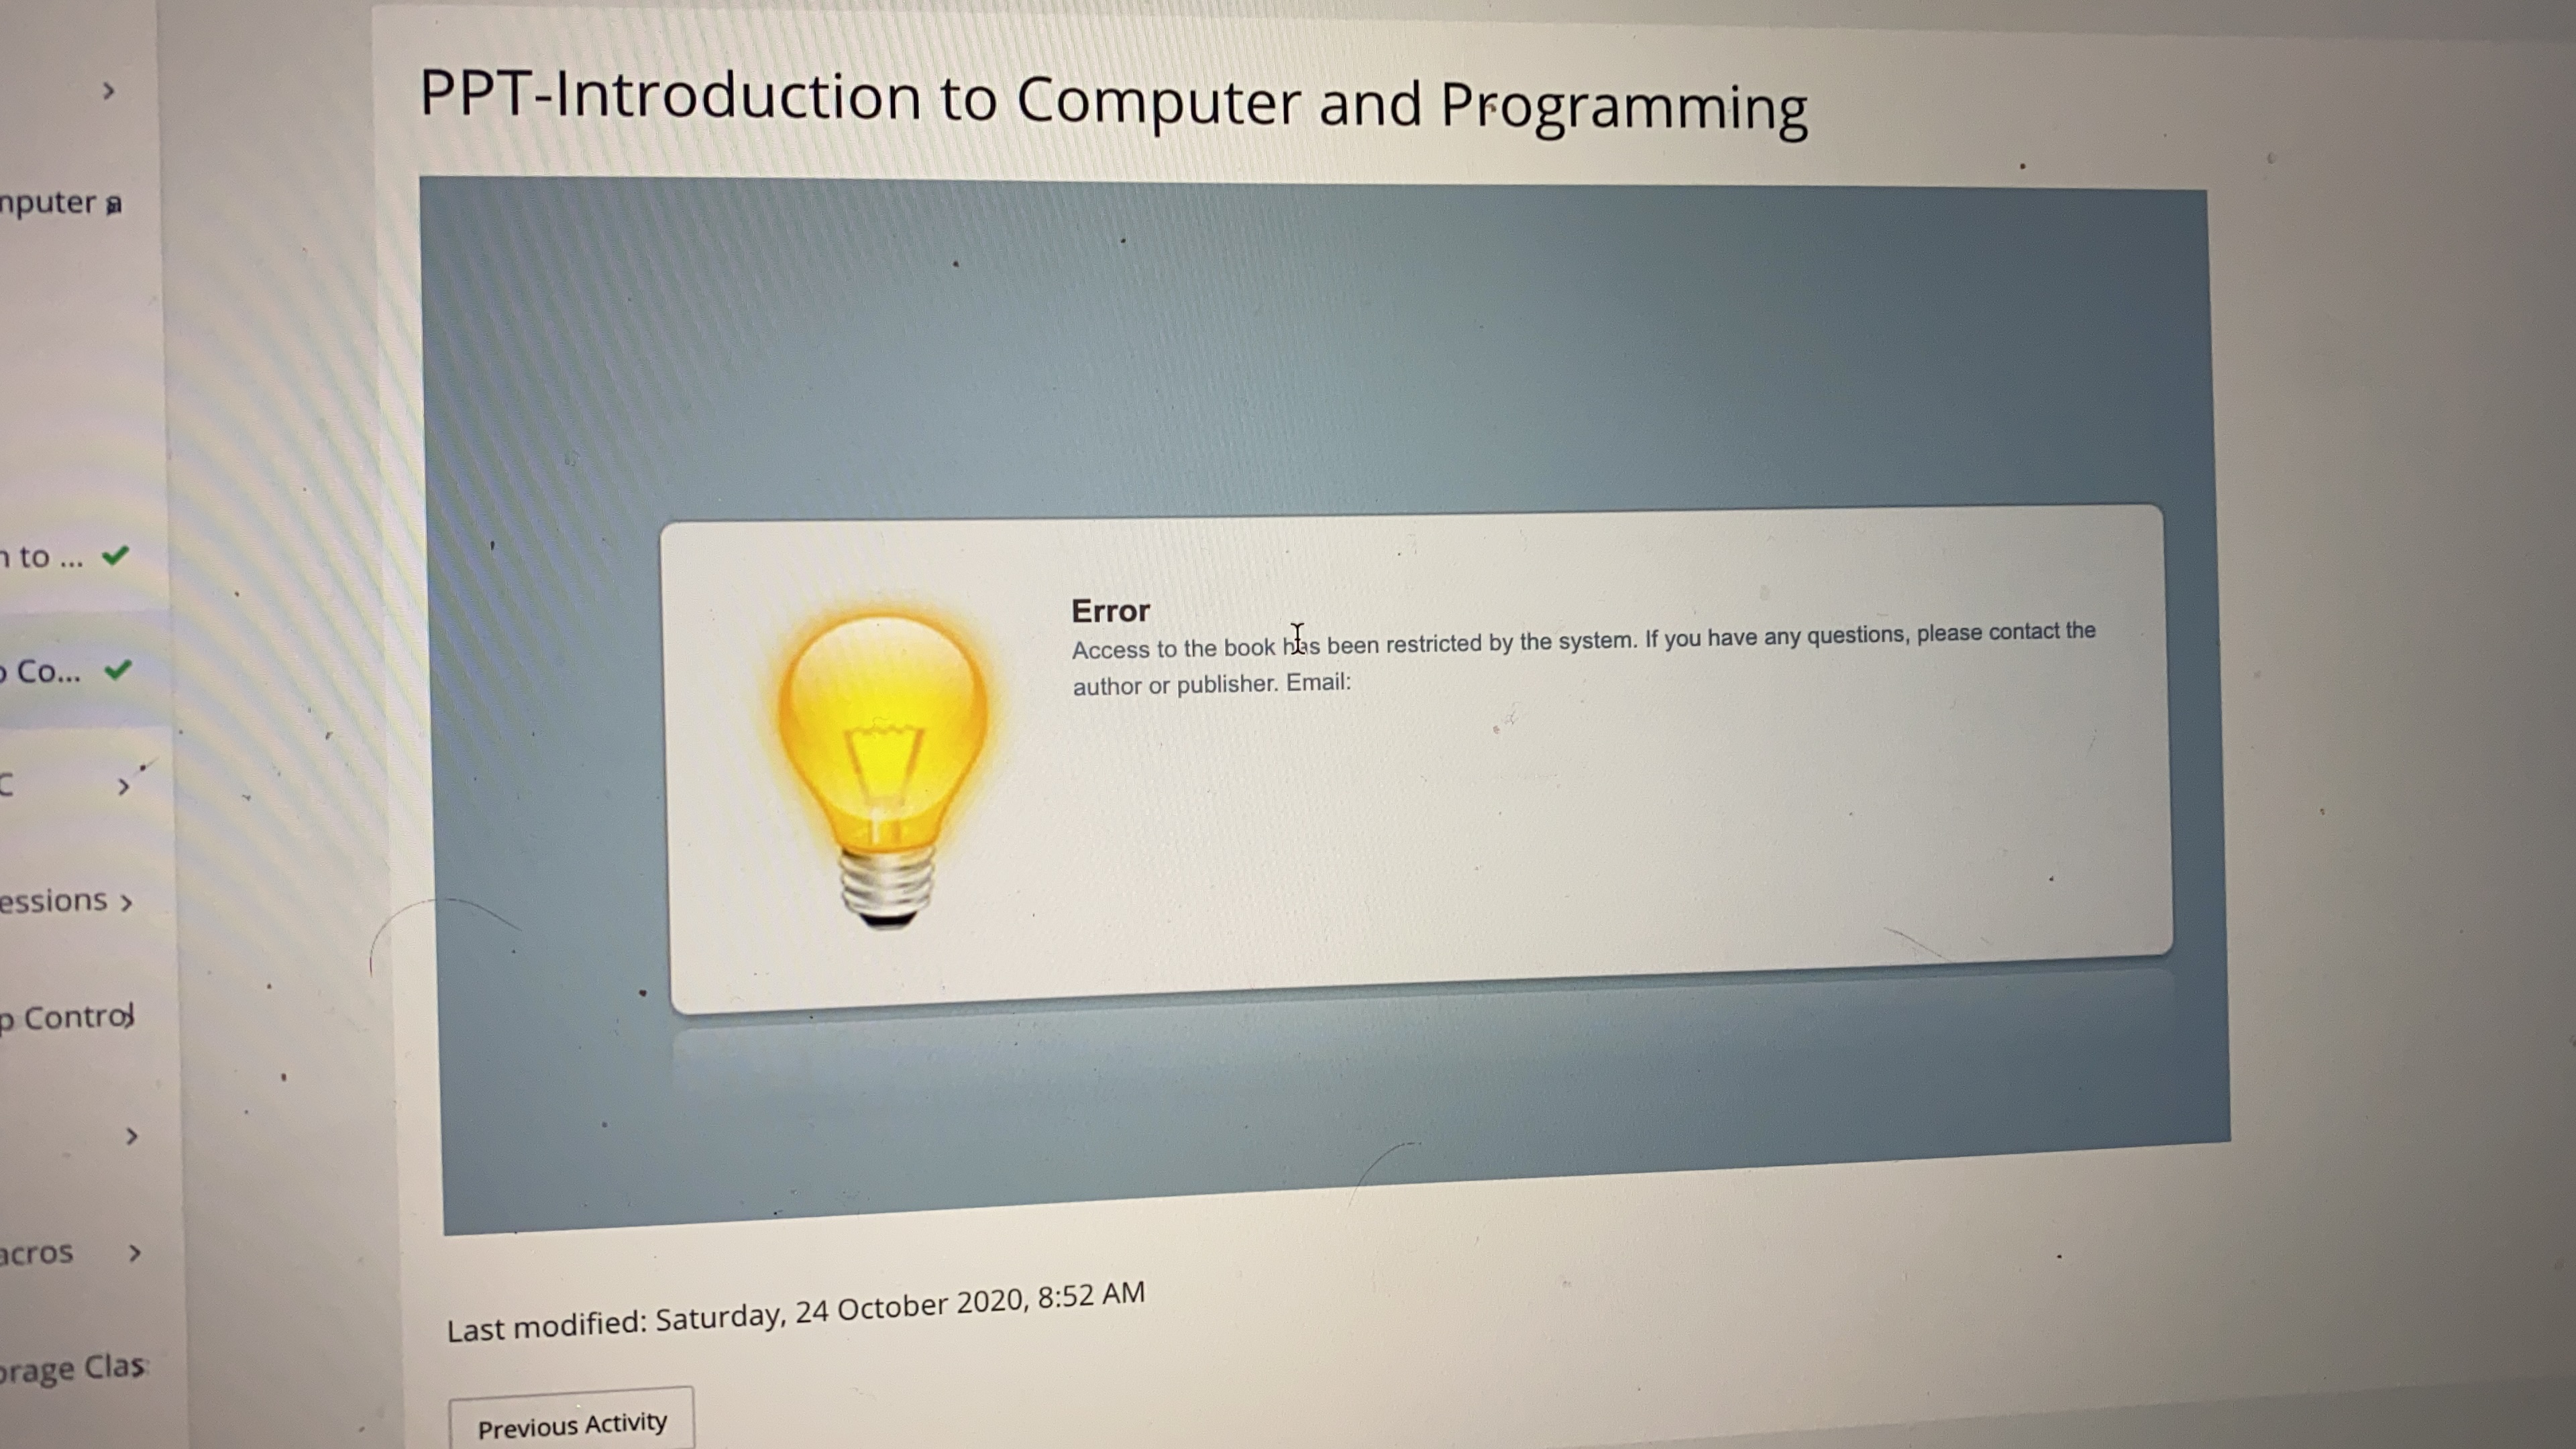 PPT-Introduction to Computer and Programming
mputer a
n to ...
o Co...
C
essions
p Control
acros
orage Clas
Error
Access to the book has been restricted by the system. If you have any questions, please contact the
author or publisher. Email:
Last modified: Saturday, 24 October 2020, 8:52 AM
Previous Activity